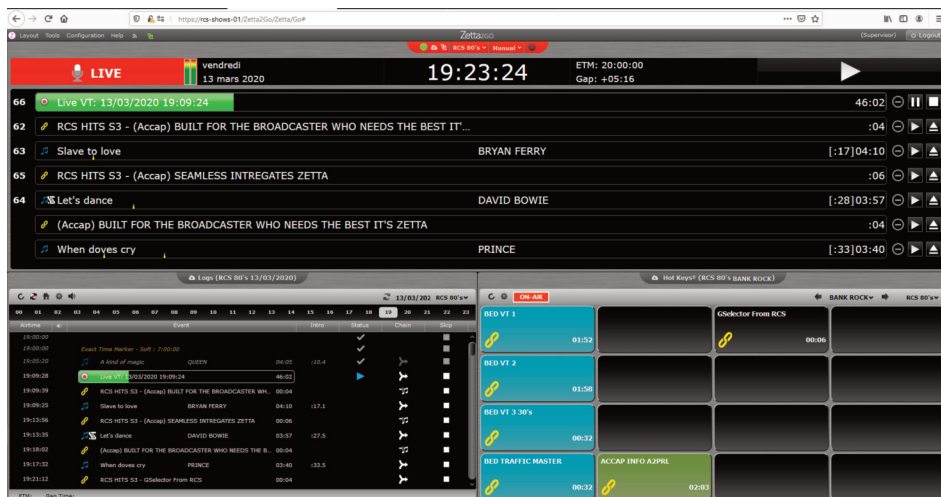 https://rcs-shows-01/Zetta2Go/Zetta/Go#
Layout Tools Configuration Help
Zetta2GO
(Supervisor) Logout
RCS 80's Manual
LIVE
vendredi
13 mars 2020
19:23:24
ETM: 20:00:00
Gap: +05:16
66 Live VT: 13/03/2020 19:09:24 46:02
62 RCS HITS S3 - (Accap) BUILT FOR THE BROADCASTER WHO NEEDS THE BEST IT'... :04
63 Slave to love BRYAN FERRY [:17]04:10
65 RCS HITS S3 - (Accap) SEAMLESS INTREGATES ZETTA :06
64 Let's dance DAVID BOWIE [:28]03:57
(Accap) BUILT FOR THE BROADCASTER WHO NEEDS THE BEST IT'S ZETTA :04
When doves cry PRINCE [:33]03:40
Logs (RCS 80's 13/03/2020)
13/03/202 RCS 80's
00 01 02 03 04 05 06 07 08 09 10 11 12 13 14 15 16 17 18 19 20 21 22 23
Airtime Event Intro Status Chain Skip
19:00:00
19:00:00 Exact Time Marker - Soft : 7:00:00
19:05:20 A kind of magic QUEEN 04:05 :10.4
19:09:28 Live VT: 13/03/2020 19:09:24 46:02
19:09:39 RCS HITS S3 - (Accap) BUILT FOR THE BROADCASTER WH... 00:04
19:09:25 Slave to love BRYAN FERRY 04:10 :17.1
19:13:56 RCS HITS S3 - (Accap) SEAMLESS INTREGATES ZETTA 00:06
19:13:35 Let's dance DAVID BOWIE 03:57 :27.5
19:18:02 (Accap) BUILT FOR THE BROADCASTER WHO NEEDS THE B... 00:04
19:17:32 When doves cry PRINCE 03:40 :33.5
19:21:12 RCS HITS S3 - GSelector From RCS 00:04
Hot Keys® (RCS 80's BANK ROCK)
ON-AIR BANK ROCK RCS 80's
BED VT 1
01:52
GSelector From RCS
00:06
BED VT 2
01:58
BED VT 3 30's
00:32
BED TRAFFIC MASTER
00:32
ACCAP INFO A2PRL
02:03